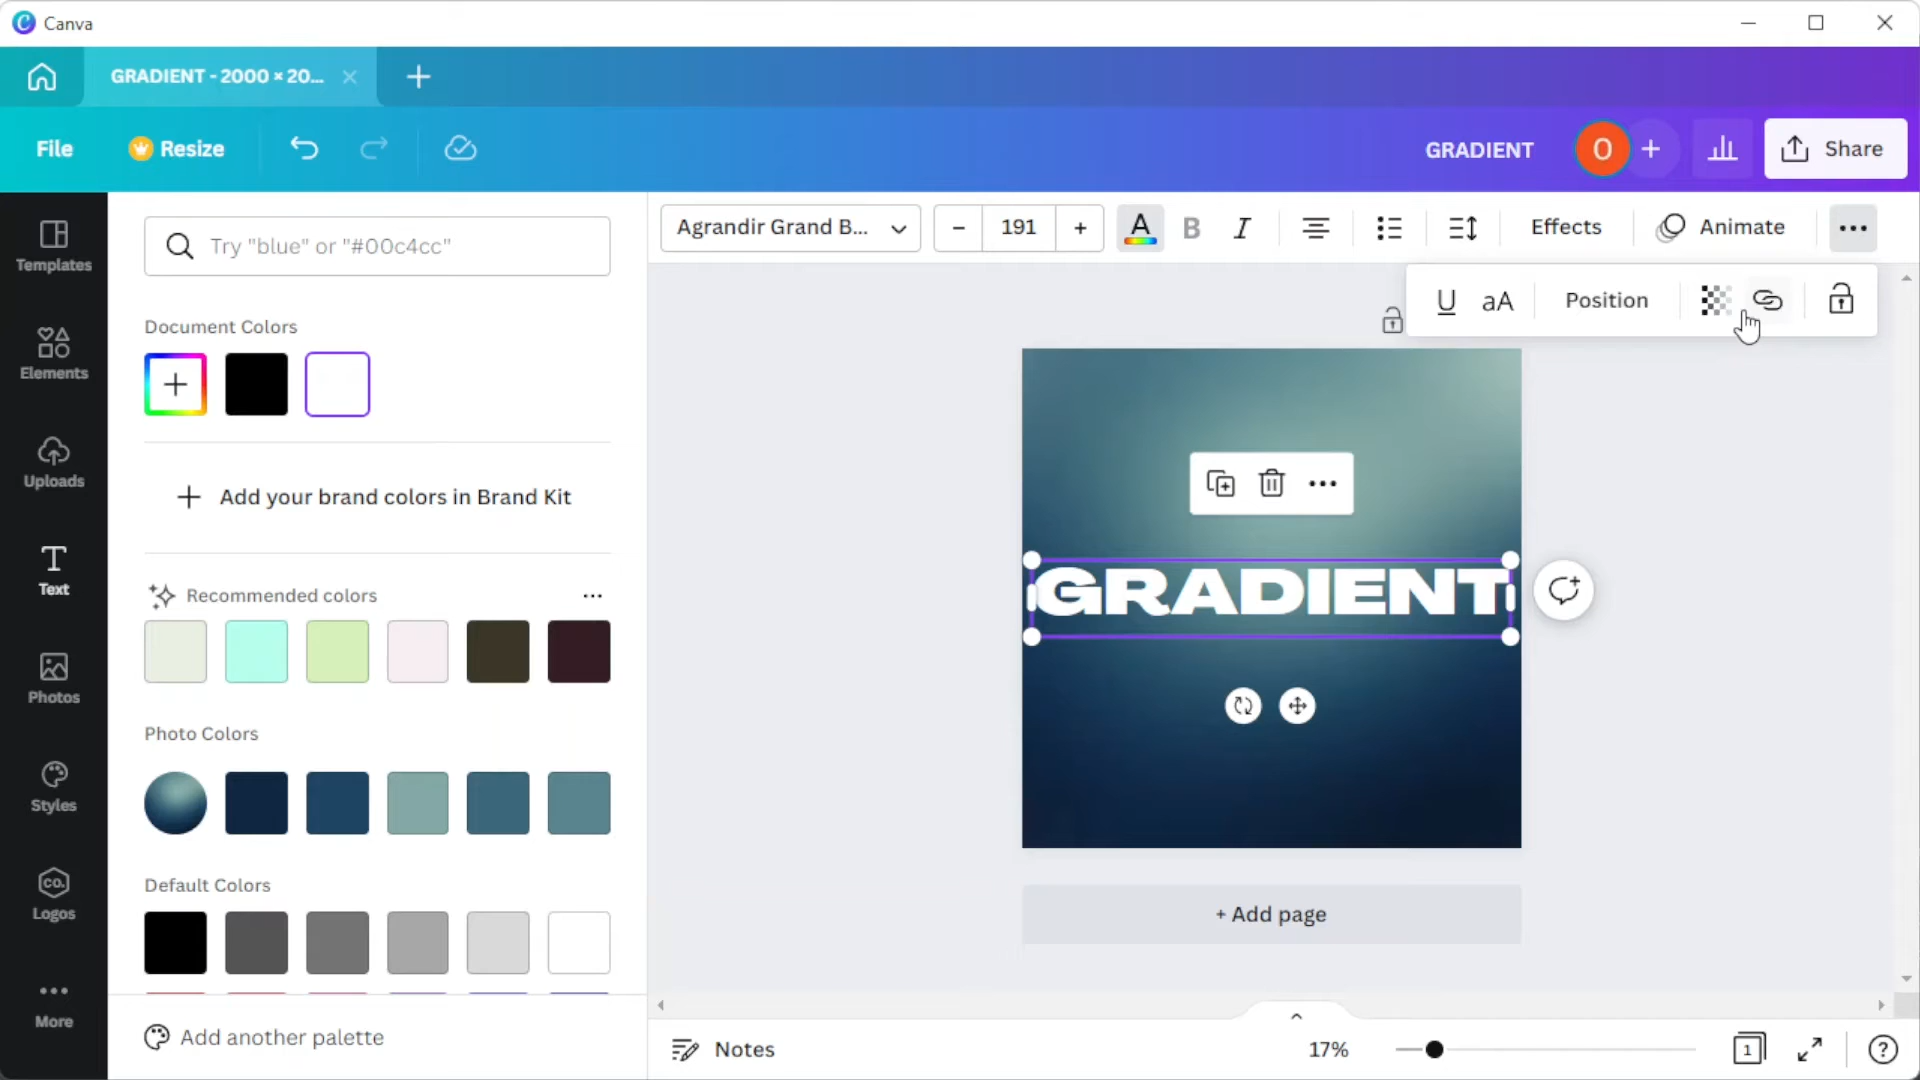 Canva
GRADIENT - 2000 × 20...
File
Resize
GRADIENT
O
Share
Templates
Elements
Uploads
Text
Photos
Styles
CO.
Logos
More
Try "blue" or "#00c4cc"
Document Colors
Add your brand colors in Brand Kit
Recommended colors
Photo Colors
Default Colors
Add another palette
Agrandir Grand B...
191
A
B
I
Effects
Animate
U
aA
Position
GRADIENT
+ Add page
Notes
17%
1
?